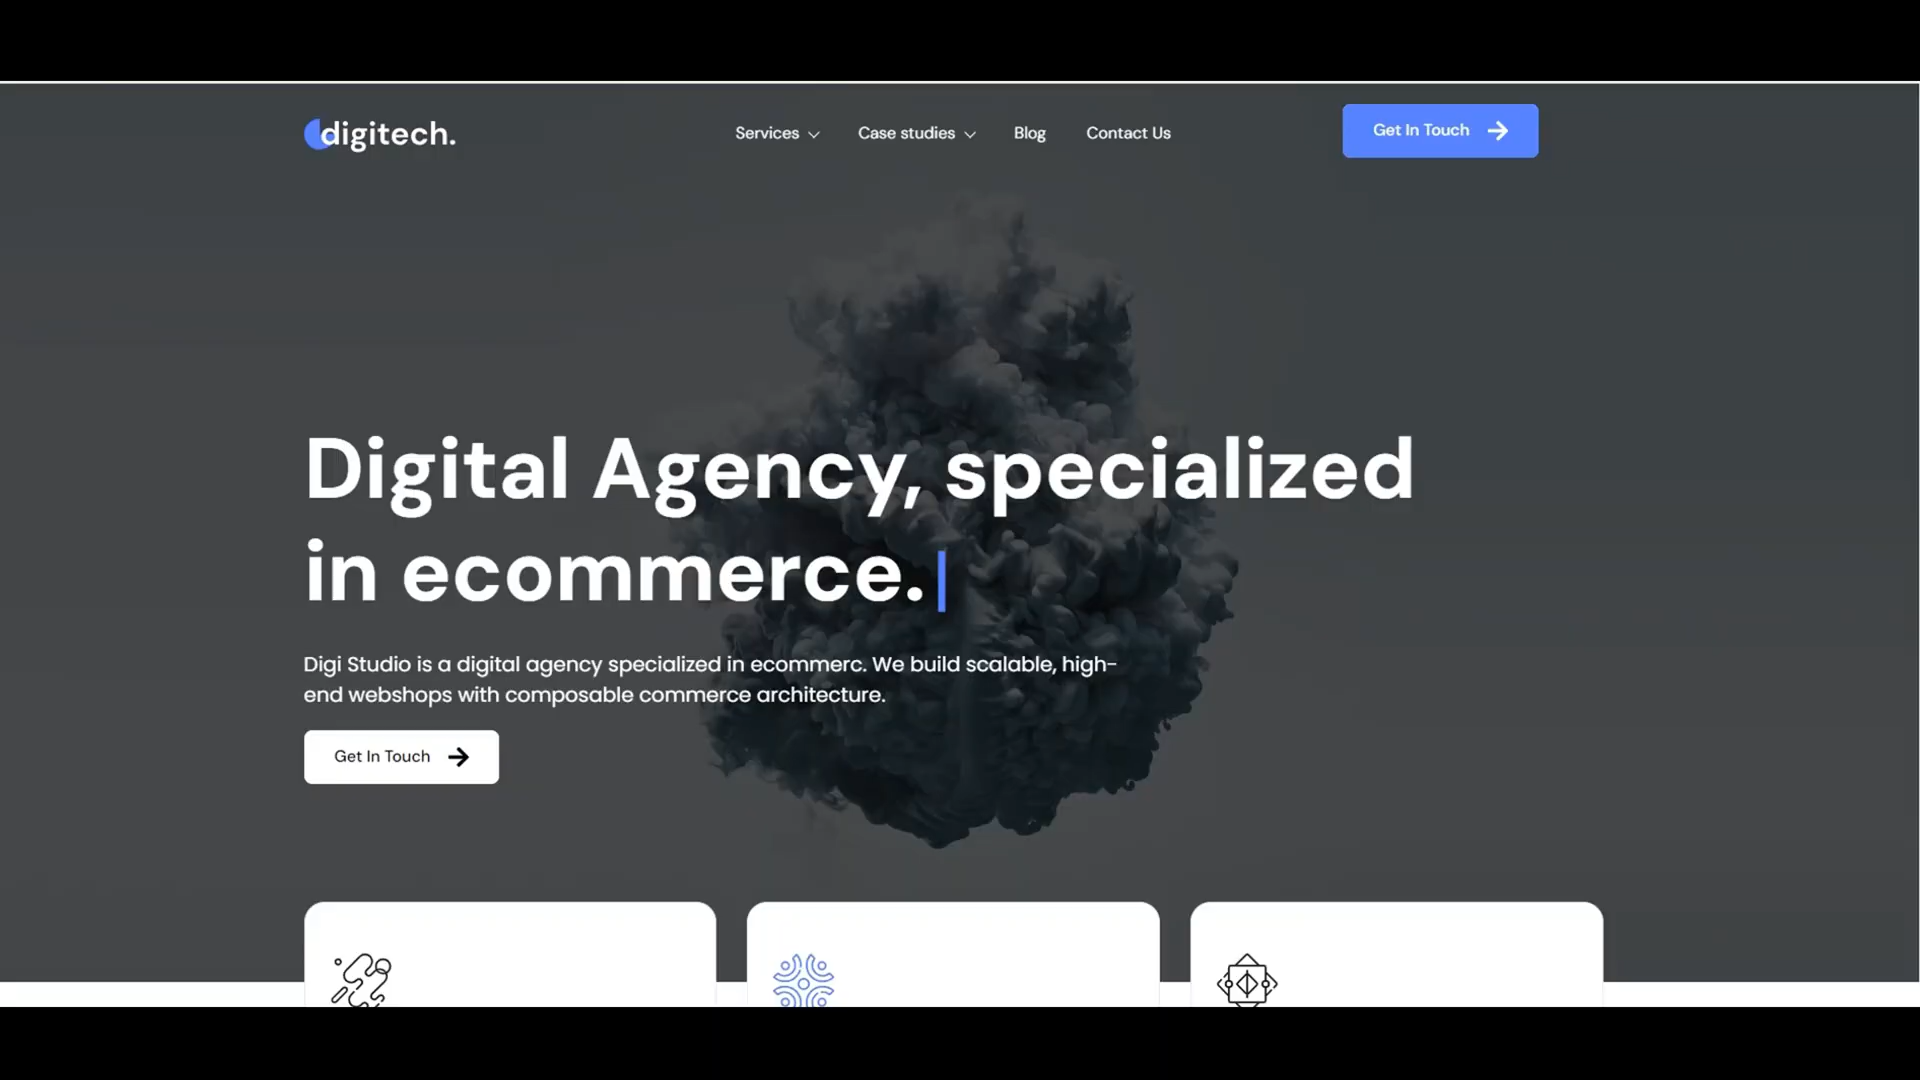 digitech.
Services
Case studies
Blog
Contact Us
Get In Touch
Digital Agency, specialized
in ecommerce.
Digi Studio is a digital agency specialized in ecommerc. We build scalable, high-
end webshops with composable commerce architecture.
Get In Touch